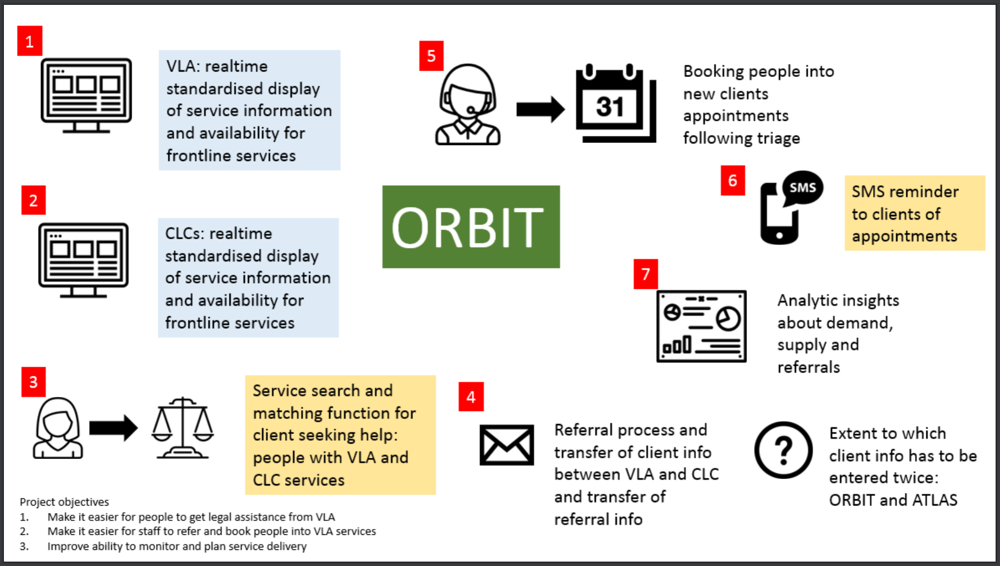 1
VLA: realtime
standardised display
of service information
and availability for
frontline services
2
CLCs: realtime
standardised display
of service information
and availability for
frontline services
3
Service search and
matching function for
client seeking help:
people with VLA and
CLC services
Project objectives
1. Make it easier for people to get legal assistance from VLA
2. Make it easier for staff to refer and book people into VLA services
3. Improve ability to monitor and plan service delivery
ORBIT
4
Referral process and
transfer of client info
between VLA and CLC
and transfer of
referral info
?
Extent to which
client info has to be
entered twice:
ORBIT and ATLAS
5
31
Booking people into
new clients
appointments
following triage
6
SMS
SMS reminder
to clients of
appointments
7
Analytic insights
about demand,
supply and
referrals